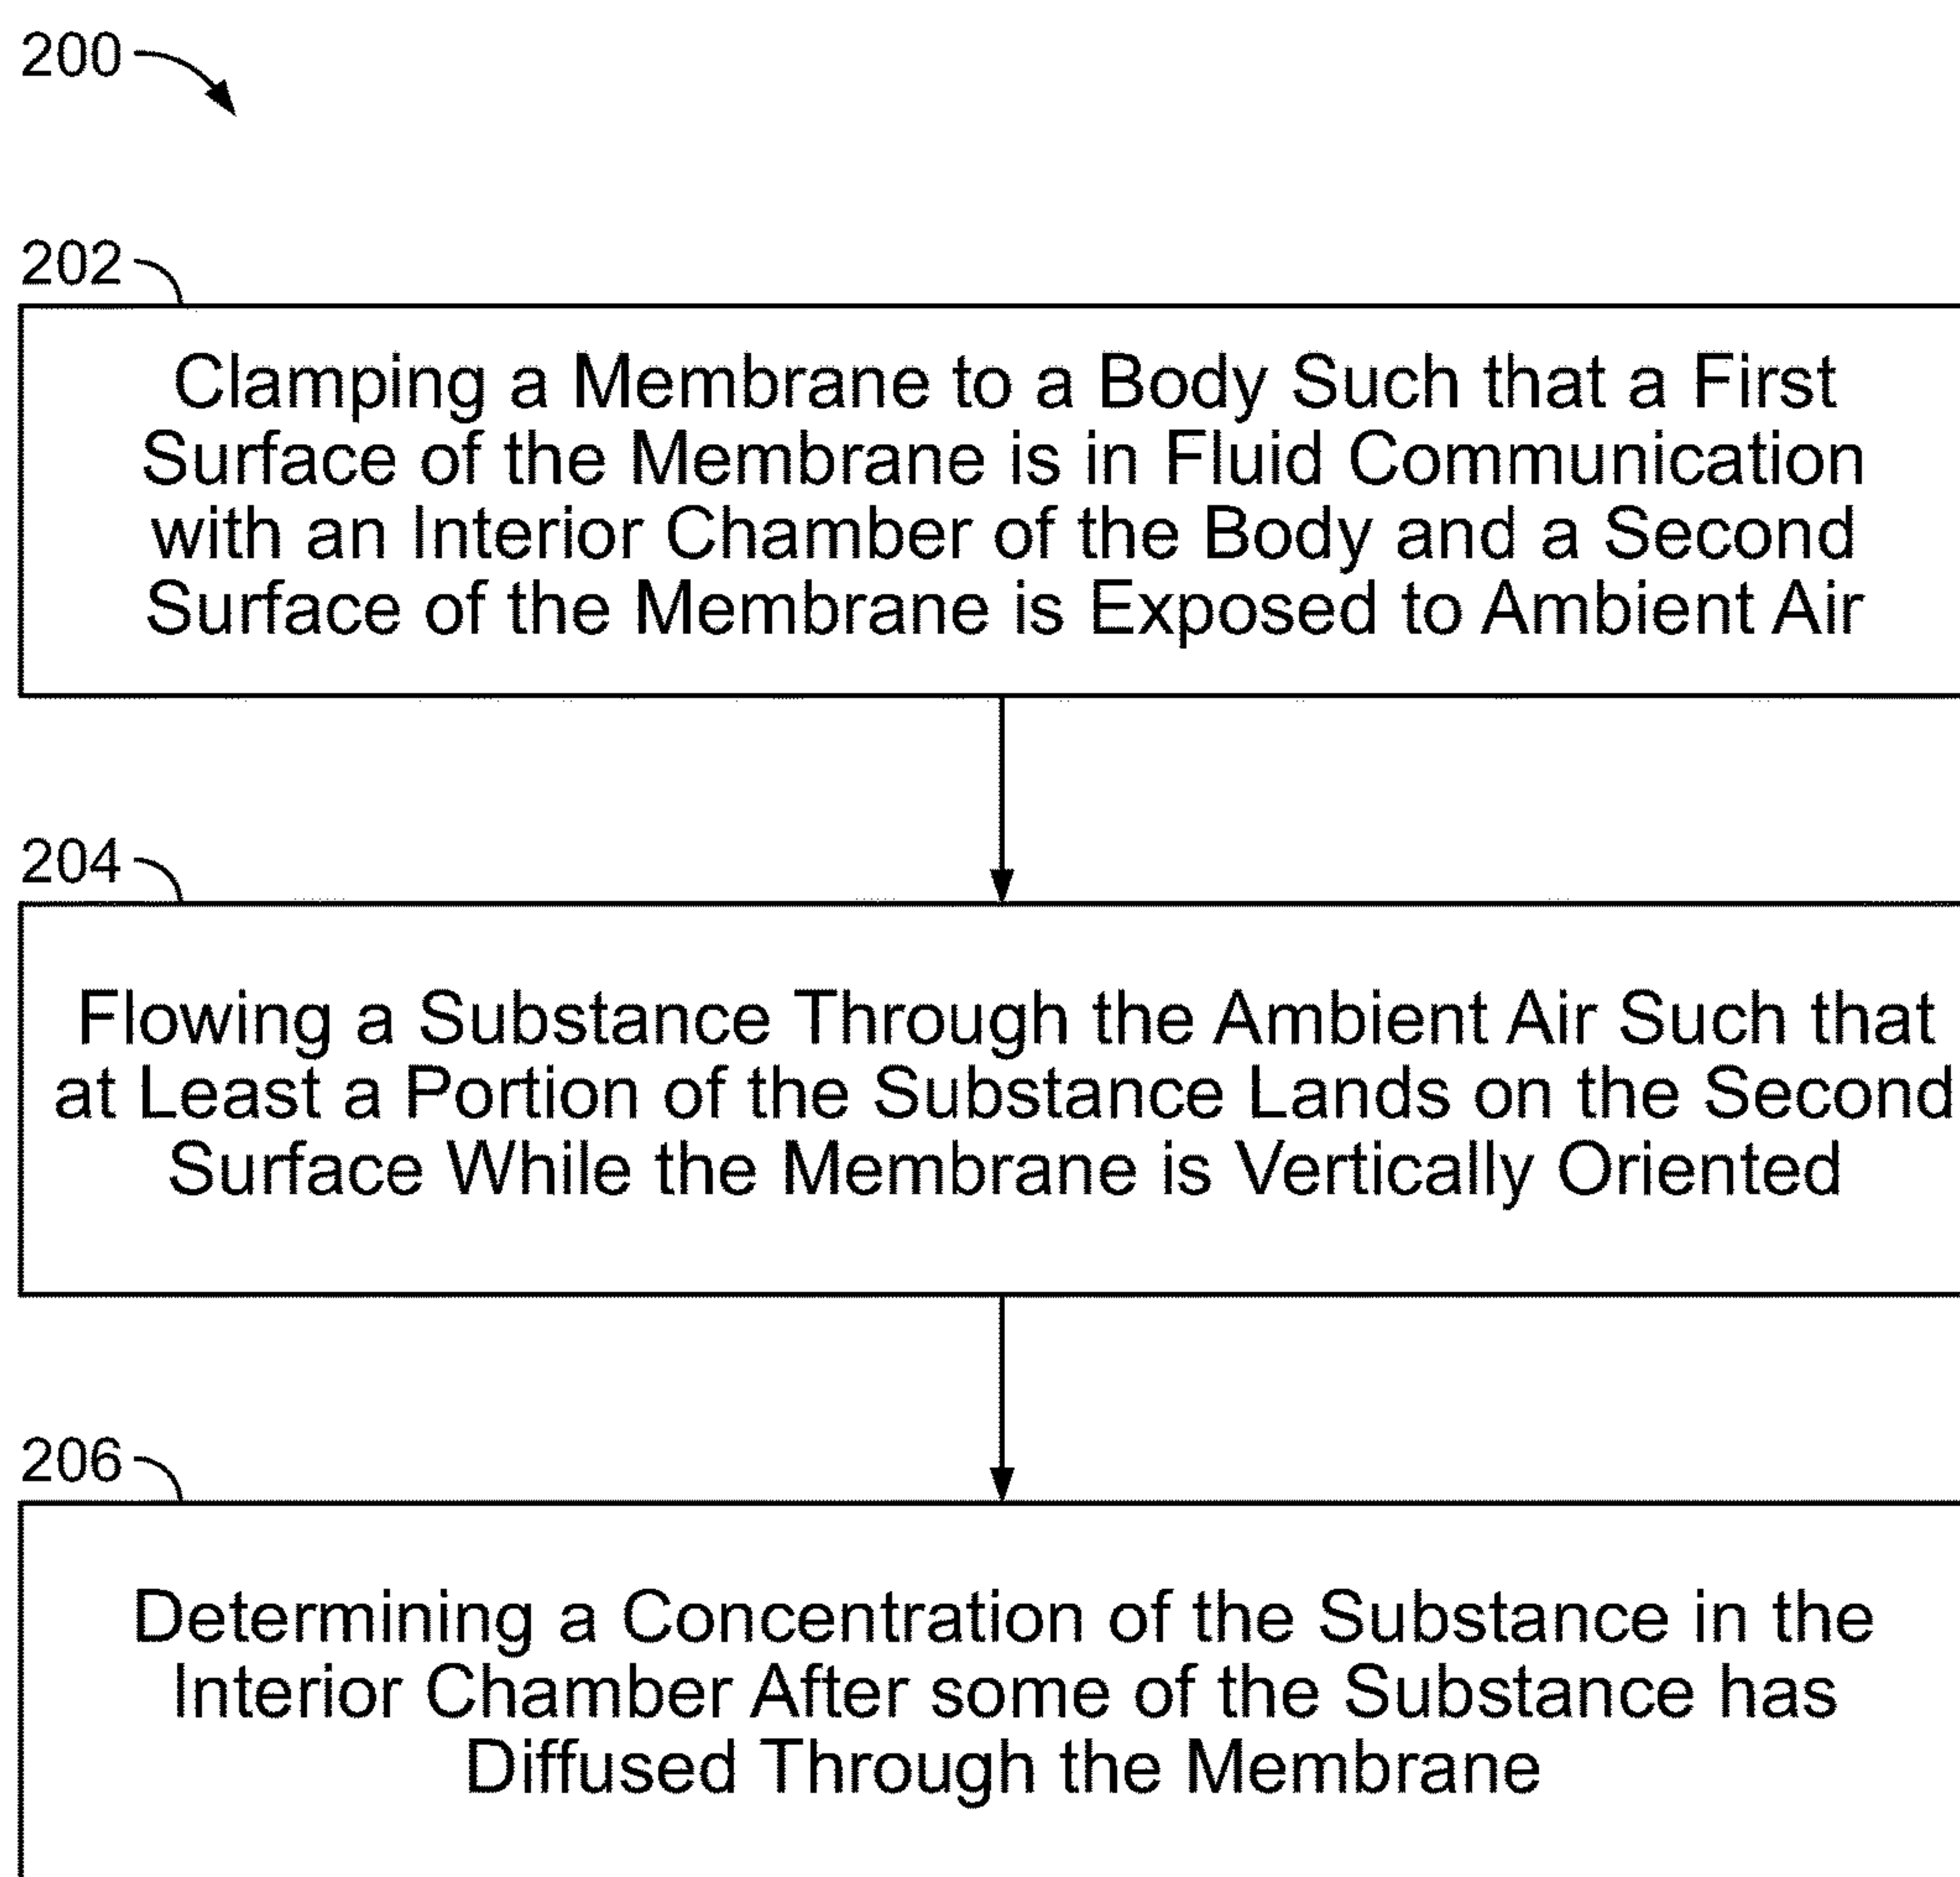 200
202
Clamping a Membrane to a Body Such that a First
Surface of the Membrane is in Fluid Communication
with an Interior Chamber of the Body and a Second
Surface of the Membrane is Exposed to Ambient Air
204
Flowing a Substance Through the Ambient Air Such that
at Least a Portion of the Substance Lands on the Second
Surface While the Membrane is Vertically Oriented
206
Determining a Concentration of the Substance in the
Interior Chamber After some of the Substance has
Diffused Through the Membrane